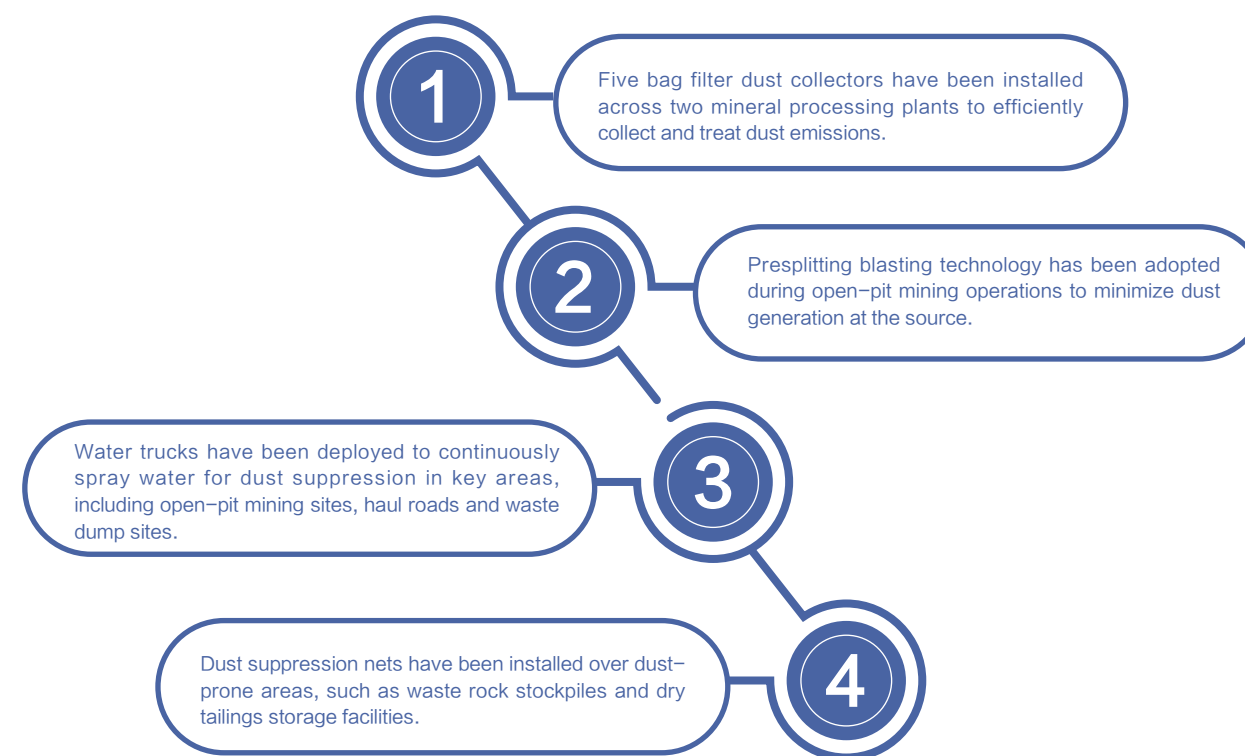 1
Five bag filter dust collectors have been installed
across two mineral processing plants to efficiently
collect and treat dust emissions.
2
Presplitting blasting technology has been adopted
during open-pit mining operations to minimize dust
generation at the source.
3
Water trucks have been deployed to continuously
spray water for dust suppression in key areas,
including open-pit mining sites, haul roads and waste
dump sites.
4
Dust suppression nets have been installed over dust-
prone areas, such as waste rock stockpiles and dry
tailings storage facilities.